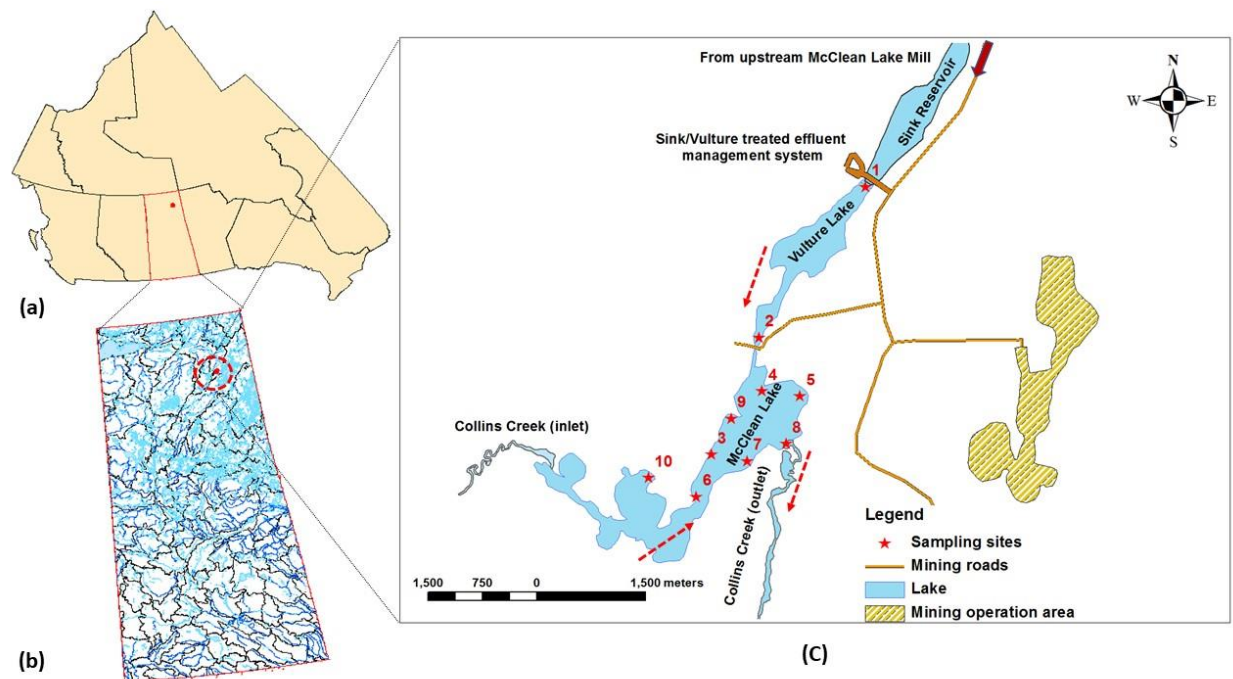 (a)
(b)
(C)
From upstream McClean Lake Mill
Sink Reservoir
N
W
E
S
Sink/Vulture treated effluent
management system
1
Vulture Lake
2
4
5
9
McClean Lake
8
3
7
Collins Creek (inlet)
10
6
Collins Creek (outlet)
1,500
750
0
1,500 meters
Legend
Sampling sites
Mining roads
Lake
Mining operation area